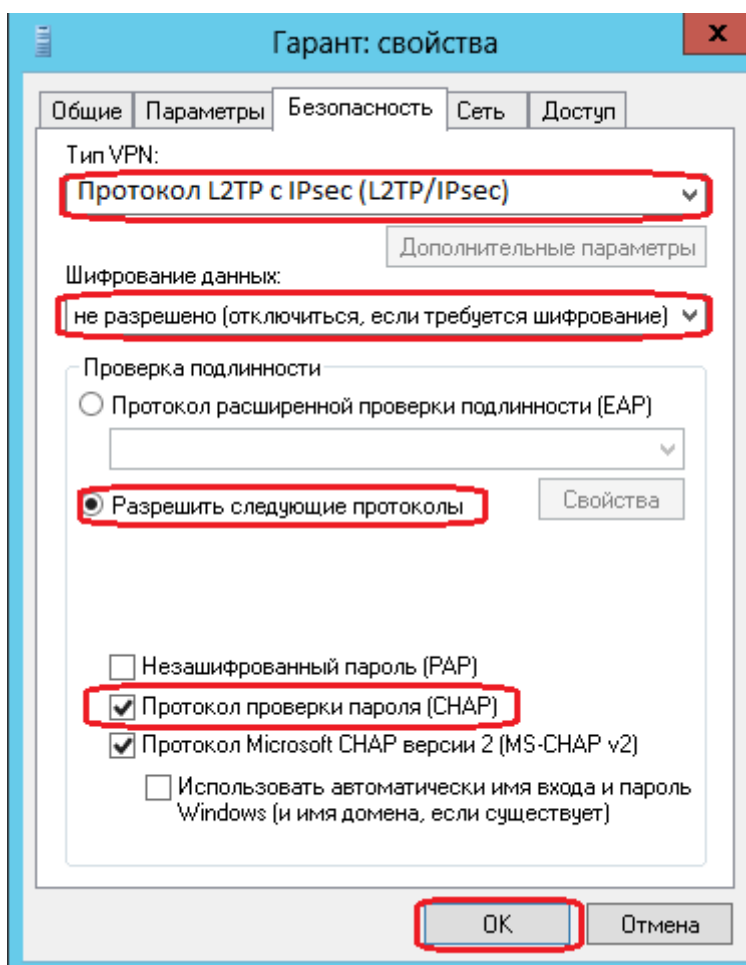 Гарант: свойства
x
Общие Параметры Безопасность Сеть Доступ
Тип VPN:
Протокол L2TP с IPsec (L2TP/IPsec)
Дополнительные параметры
Шифрование данных:
не разрешено (отключиться, если требуется шифрование)
Проверка подлинности
Протокол расширенной проверки подлинности (EAP)
Разрешить следующие протоколы
Свойства
Незашифрованный пароль (PAP)
Протокол проверки пароля (CHAP)
Протокол Microsoft CHAP версии 2 (MS-CHAP v2)
Использовать автоматически имя входа и пароль
Windows (и имя домена, если существует)
OK Отмена